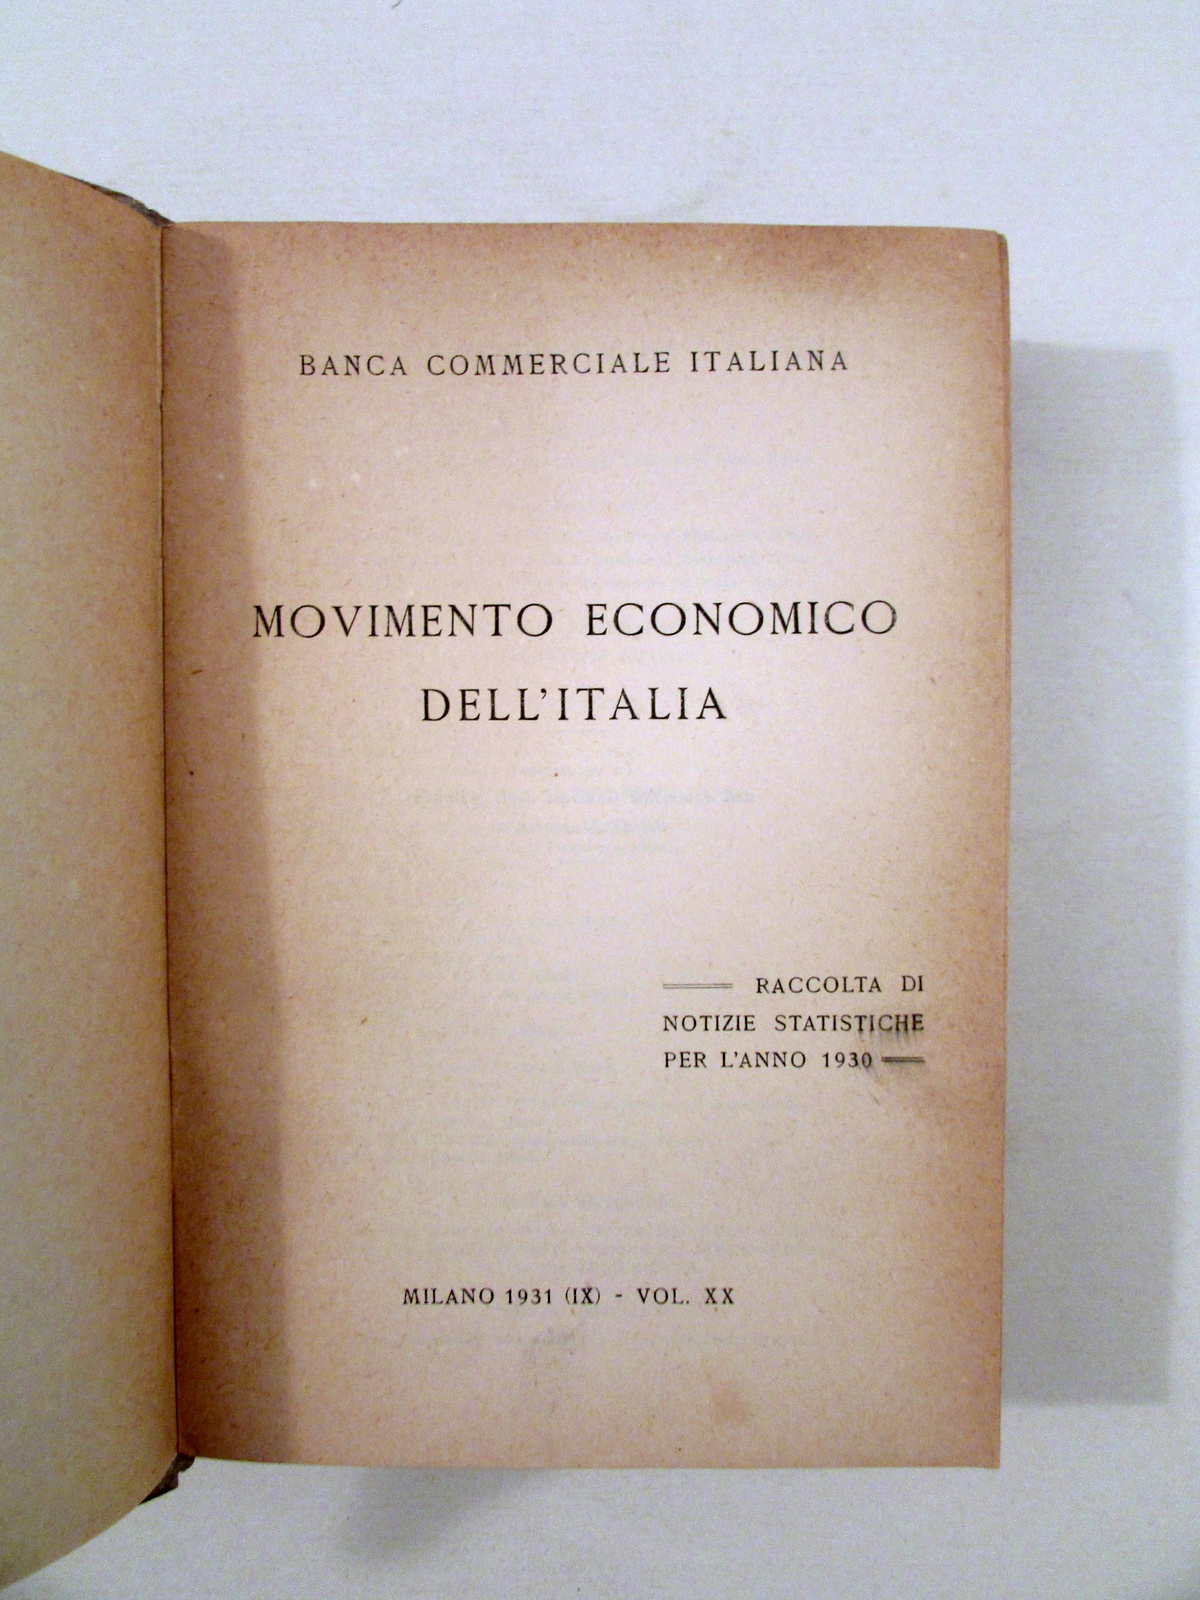 BANCA COMMERCIALE ITALIANA
MOVIMENTO ECONOMICO
DELL'ITALIA
RACCOLTA DI
NOTIZIE STATISTICHE
PER L'ANNO 1930
MILANO 1931 (IX) - VOL. XX